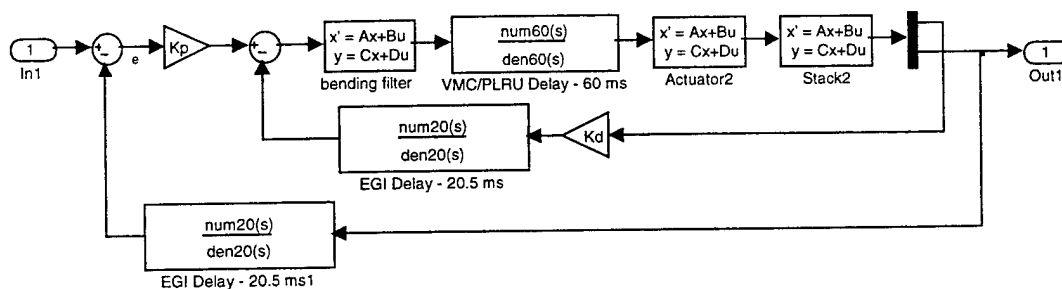 1
In1
+
−
e
Kp
+
−
x' = Ax+Bu
y = Cx+Du
bending filter
num60(s)
den60(s)
VMC/PLRU Delay - 60 ms
x' = Ax+Bu
y = Cx+Du
Actuator2
x' = Ax+Bu
y = Cx+Du
Stack2
1
Out1
num20(s)
den20(s)
EGI Delay - 20.5 ms
Kd
num20(s)
den20(s)
EGI Delay - 20.5 ms1